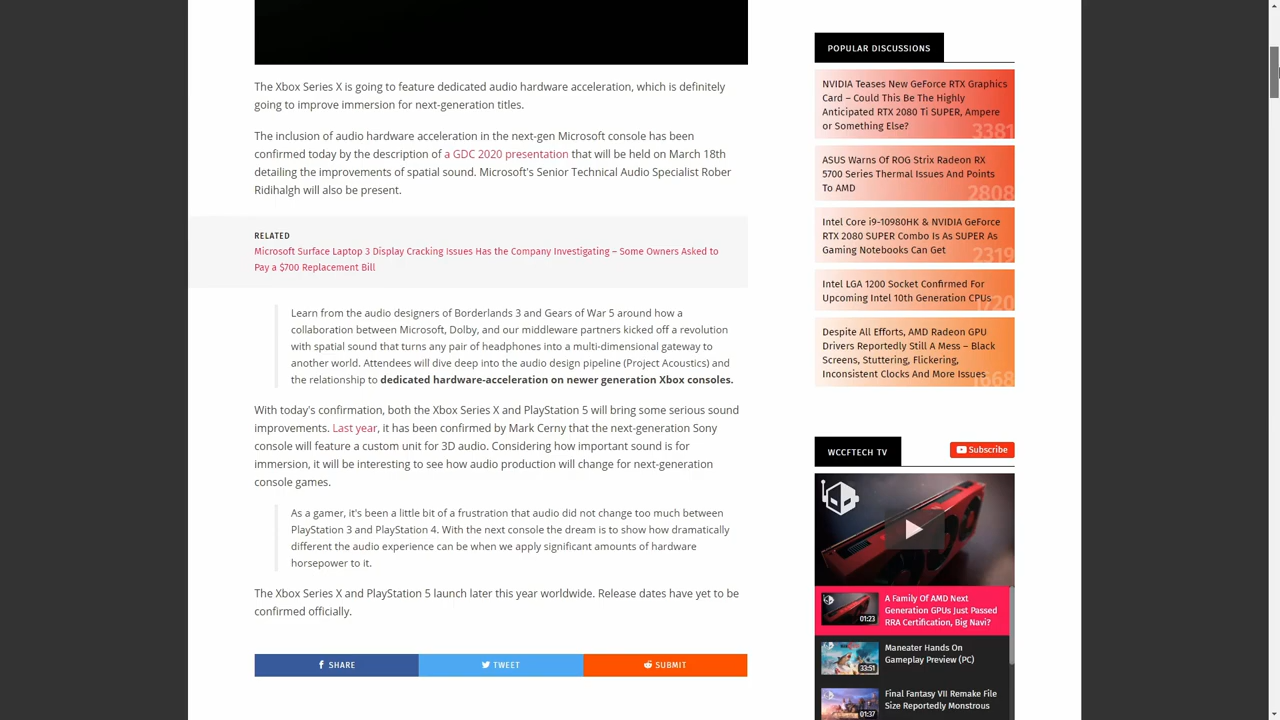 The Xbox Series X is going to feature dedicated audio hardware acceleration, which is definitely
going to improve immersion for next-generation titles.
The inclusion of audio hardware acceleration in the next-gen Microsoft console has been
confirmed today by the description of a GDC 2020 presentation that will be held on March 18th
detailing the improvements of spatial sound. Microsoft's Senior Technical Audio Specialist Rober
Ridihalgh will also be present.
RELATED
Microsoft Surface Laptop 3 Display Cracking Issues Has the Company Investigating – Some Owners Asked to
Pay a $700 Replacement Bill
Learn from the audio designers of Borderlands 3 and Gears of War 5 around how a
collaboration between Microsoft, Dolby, and our middleware partners kicked off a revolution
with spatial sound that turns any pair of headphones into a multi-dimensional gateway to
another world. Attendees will dive deep into the audio design pipeline (Project Acoustics) and
the relationship to dedicated hardware-acceleration on newer generation Xbox consoles.
With today's confirmation, both the Xbox Series X and PlayStation 5 will bring some serious sound
improvements. Last year, it has been confirmed by Mark Cerny that the next-generation Sony
console will feature a custom unit for 3D audio. Considering how important sound is for
immersion, it will be interesting to see how audio production will change for next-generation
console games.
As a gamer, it's been a little bit of a frustration that audio did not change too much between
PlayStation 3 and PlayStation 4. With the next console the dream is to show how dramatically
different the audio experience can be when we apply significant amounts of hardware
horsepower to it.
The Xbox Series X and PlayStation 5 launch later this year worldwide. Release dates have yet to be
confirmed officially.
SHARE
TWEET
SUBMIT
POPULAR DISCUSSIONS
NVIDIA Teases New GeForce RTX Graphics
Card – Could This Be The Highly
Anticipated RTX 2080 Ti SUPER, Ampere
or Something Else?
3381
ASUS Warns Of ROG Strix Radeon RX
5700 Series Thermal Issues And Points
To AMD
2808
Intel Core i9-10980HK & NVIDIA GeForce
RTX 2080 SUPER Combo Is As SUPER As
Gaming Notebooks Can Get
2319
Intel LGA 1200 Socket Confirmed For
Upcoming Intel 10th Generation CPUs
Despite All Efforts, AMD Radeon GPU
Drivers Reportedly Still A Mess – Black
Screens, Stuttering, Flickering,
Inconsistent Clocks And More Issues
1668
WCCFTECH TV
Subscribe
A Family Of AMD Next
Generation GPUs Just Passed
RRA Certification, Big Navi?
01:23
Maneater Hands On
Gameplay Preview (PC)
33:51
Final Fantasy VII Remake File
Size Reportedly Monstrous
01:37